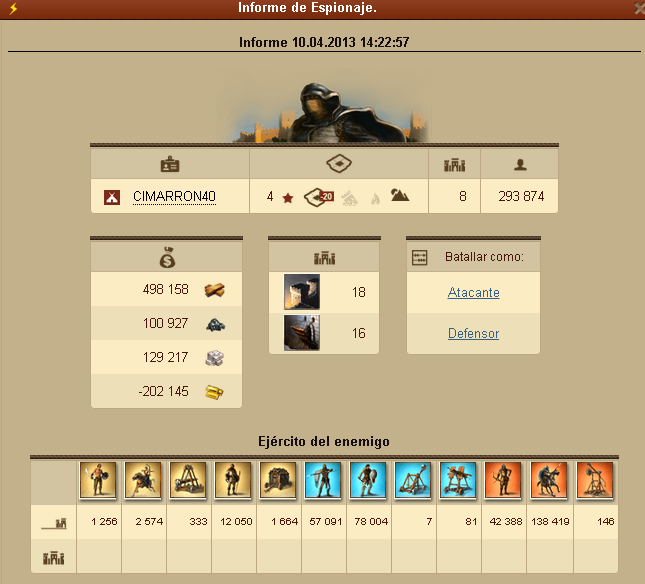 Informe de Espionaje.
Informe 10.04.2013 14:22:57
CIMARRON40 4 -20 8 293 874
498 158
100 927
129 217
-202 145
18
16
Batallar como:
Atacante
Defensor
Ejército del enemigo
1 256 2 574 333 12 050 1 664 57 091 78 004 7 81 42 388 138 419 146